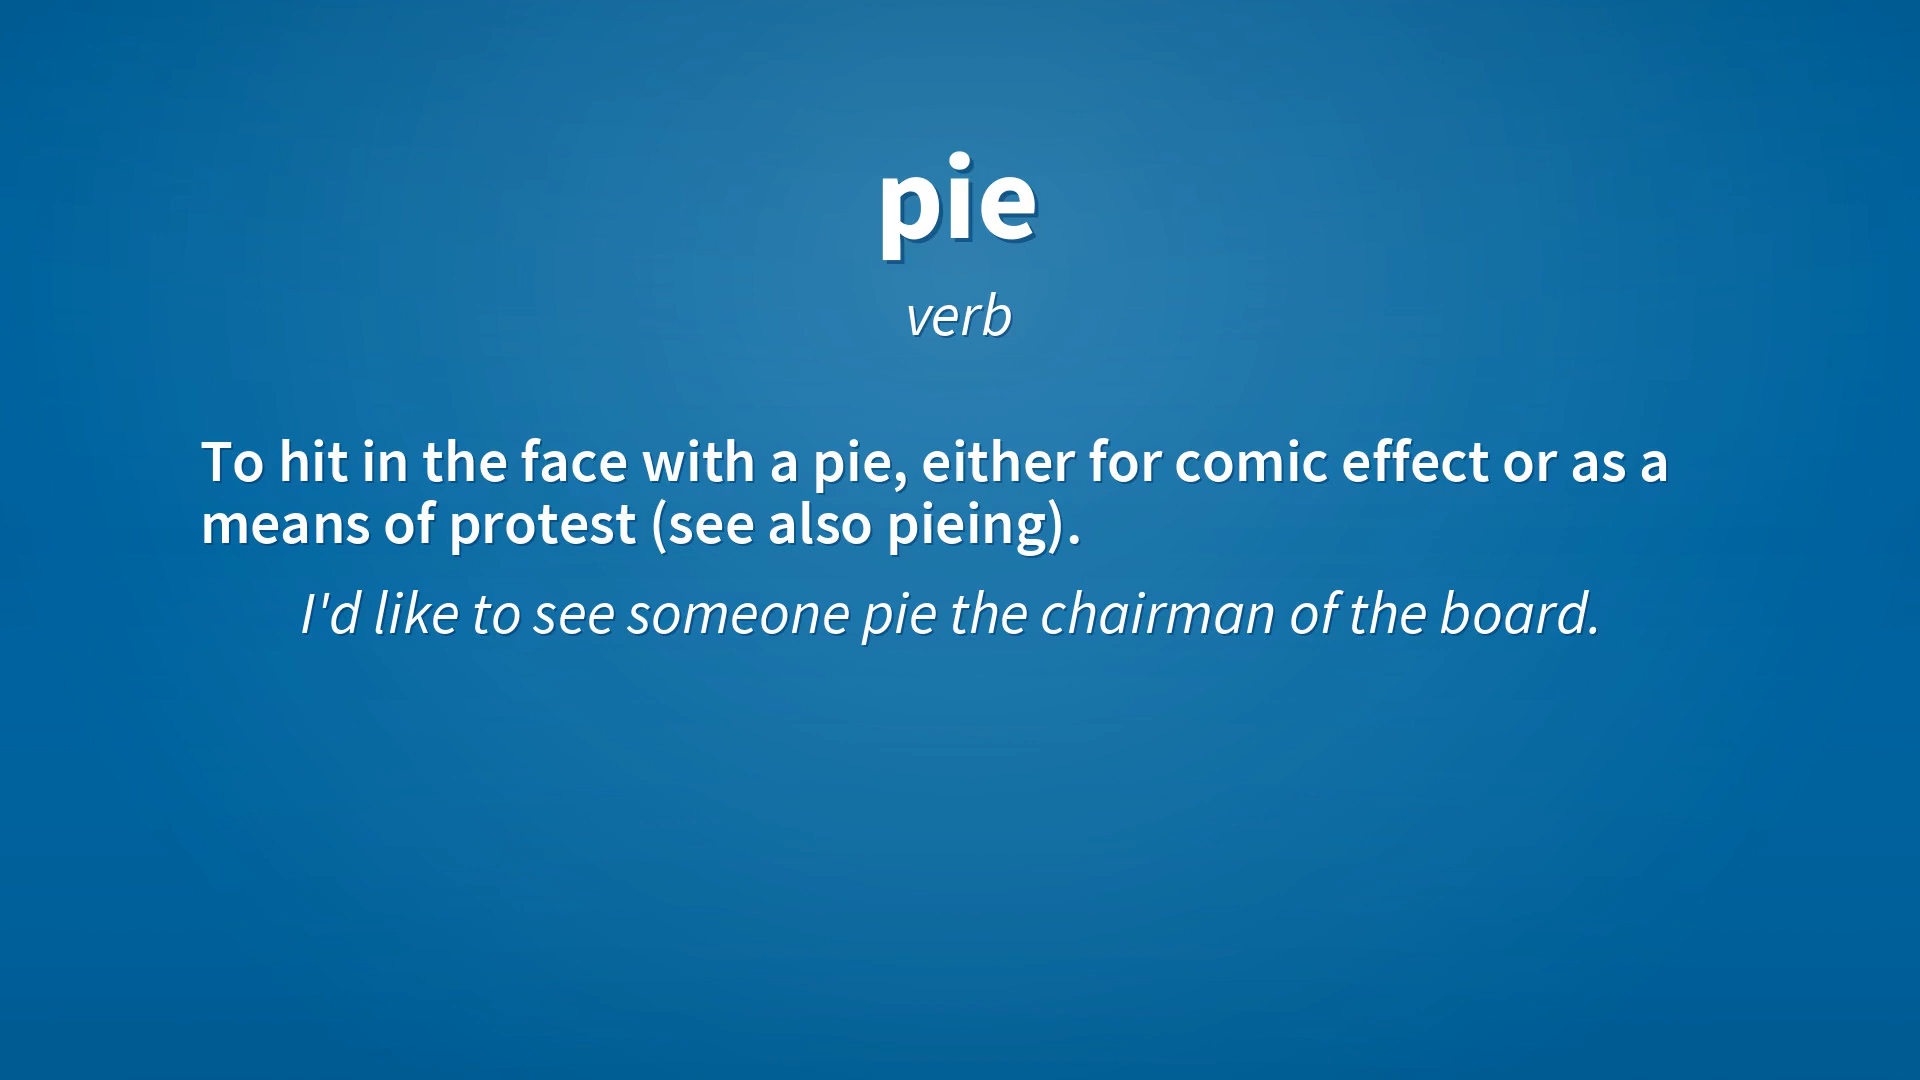 pie
verb
To hit in the face with a pie, either for comic effect or as a
means of protest (see also pieing).
I'd like to see someone pie the chairman of the board.